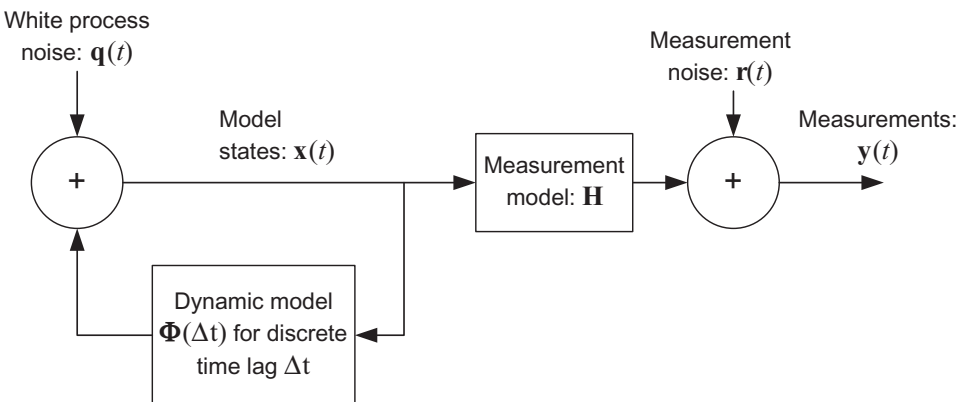 White process
noise: q(t)
Measurement
noise: r(t)
Model
states: x(t)
Measurements:
y(t)
+
Measurement
model: H
+
Dynamic model
Φ(Δt) for discrete
time lag Δt